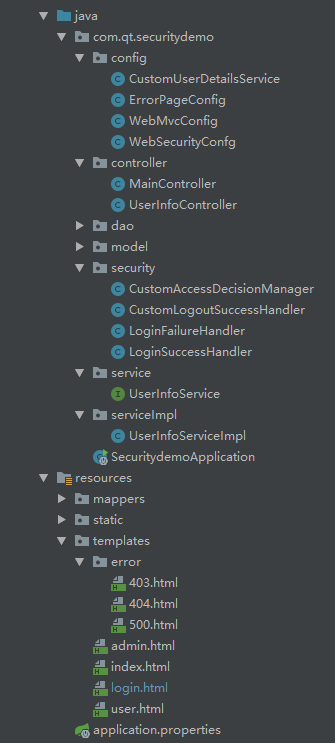 java
com.qt.securitydemo
config
CustomUserDetailsService
ErrorPageConfig
WebMvcConfig
WebSecurityConfg
controller
MainController
UserInfoController
dao
model
security
CustomAccessDecisionManager
CustomLogoutSuccessHandler
LoginFailureHandler
LoginSuccessHandler
service
UserInfoService
serviceImpl
UserInfoServiceImpl
SecuritydemoApplication
resources
mappers
static
templates
error
403.html
404.html
500.html
admin.html
index.html
login.html
user.html
application.properties